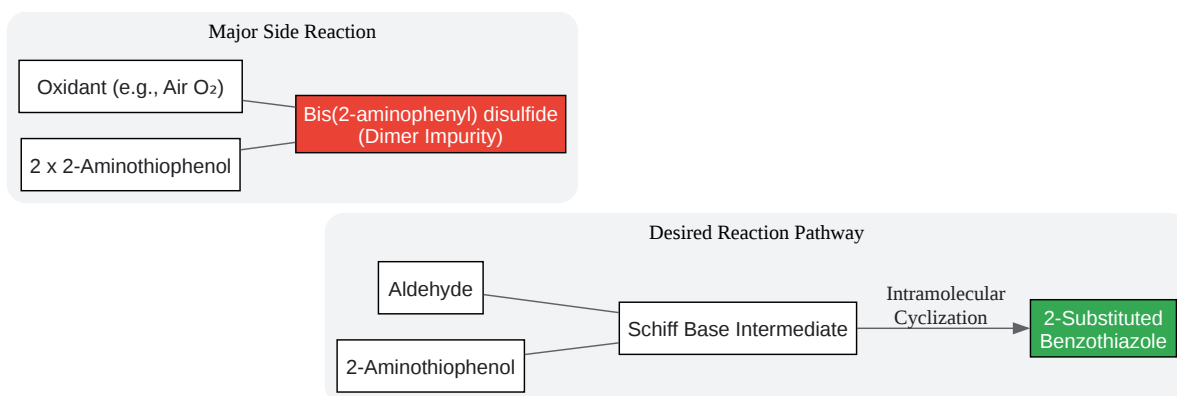 Major Side Reaction
Oxidant (e.g., Air O₂)
2 x 2-Aminothiophenol
Bis(2-aminophenyl) disulfide
(Dimer Impurity)
Desired Reaction Pathway
Aldehyde
2-Aminothiophenol
Schiff Base Intermediate
Intramolecular
Cyclization
2-Substituted
Benzothiazole